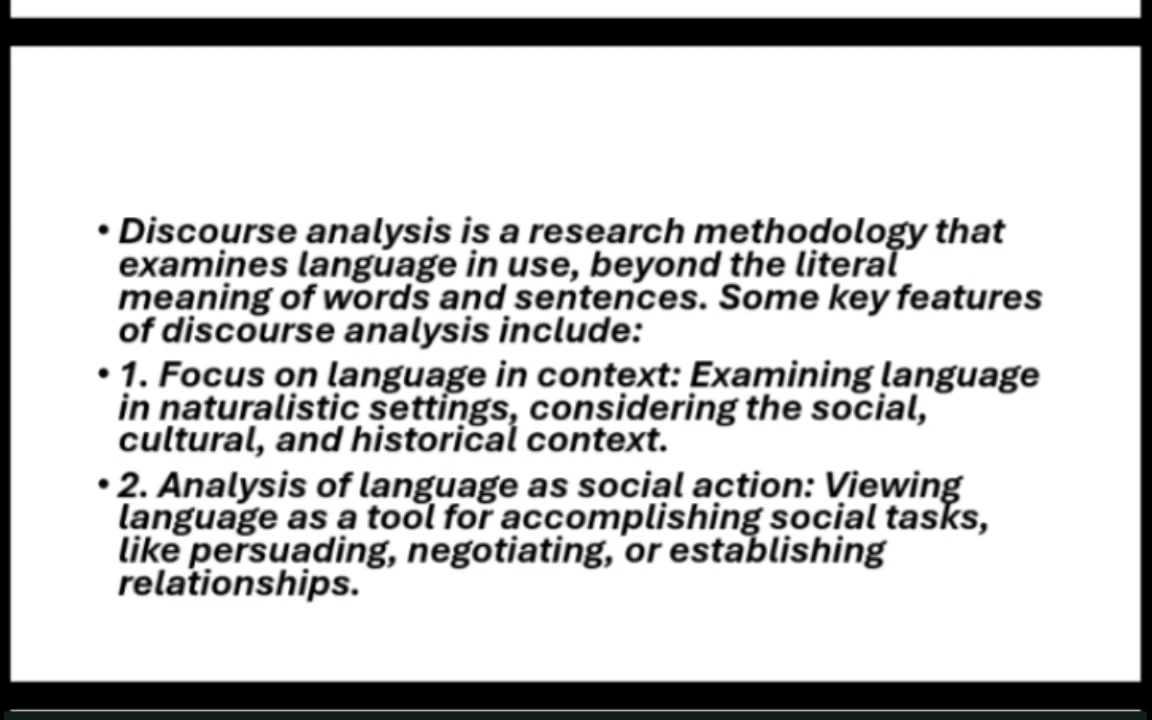 • Discourse analysis is a research methodology that
examines language in use, beyond the literal
meaning of words and sentences. Some key features
of discourse analysis include:
• 1. Focus on language in context: Examining language
in naturalistic settings, considering the social,
cultural, and historical context.
• 2. Analysis of language as social action: Viewing
language as a tool for accomplishing social tasks,
like persuading, negotiating, or establishing
relationships.